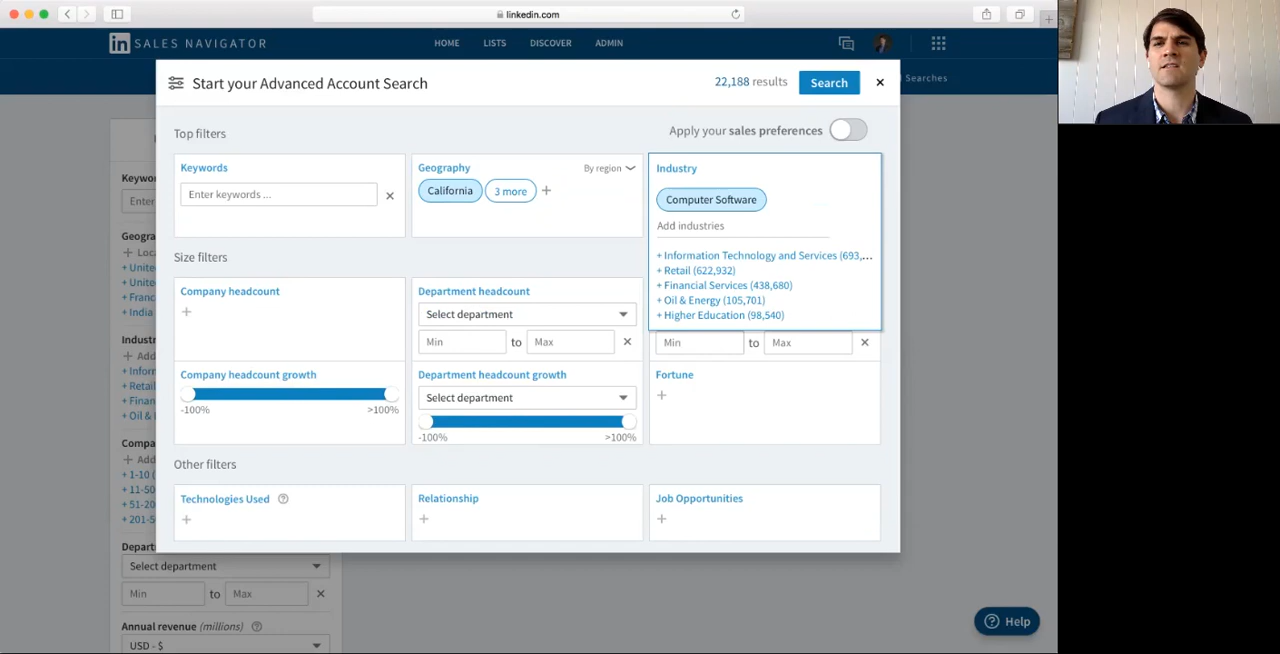 linkedin.com
in SALES NAVIGATOR
HOME LISTS DISCOVER ADMIN
Searches
Start your Advanced Account Search
22,188 results Search
Top filters
Apply your sales preferences
Keywords
Enter keywords ...
Geography By region
California 3 more
Industry
Computer Software
Add industries
+ Information Technology and Services (693,...
+ Retail (622,932)
+ Financial Services (438,680)
+ Oil & Energy (105,701)
+ Higher Education (98,540)
Size filters
Company headcount
+
Department headcount
Select department
Min to Max
Min to Max
Company headcount growth
-100% >100%
Department headcount growth
Select department
-100% >100%
Fortune
+
Other filters
Technologies Used ?
+
Relationship
+
Job Opportunities
+
Keywo
Enter
Geogra
+ Loca
+ United
+ United
+ Franc
+ India
Indust
+ Add
+ Inform
+ Retail
+ Finan
+ Oil &
Compa
+ Add
+ 1-10 (
+ 11-50
+ 51-20
+ 201-5
Depart
Select department
Min to Max
Annual revenue (millions) ?
USD - $
? Help